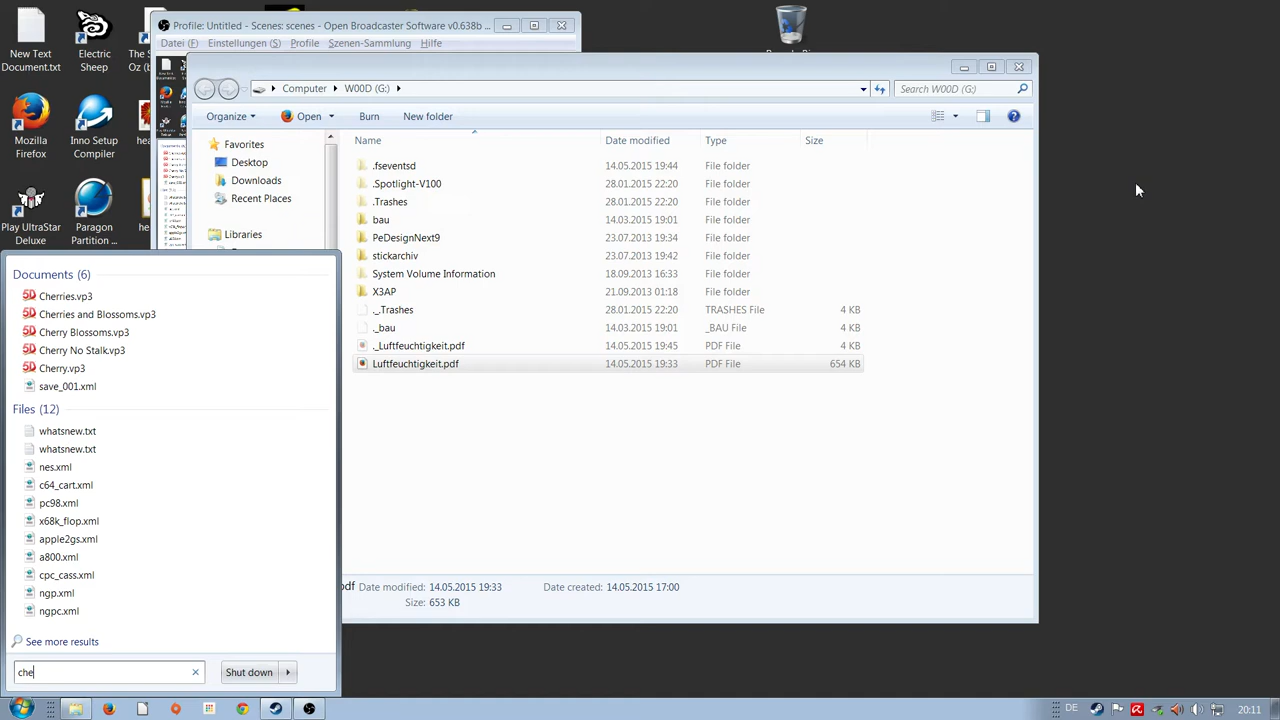 Profile: Untitled - Scenes: scenes - Open Broadcaster Software v0.638b ...
Datei (F) Einstellungen (S) Profile Szenen-Sammlung Hilfe
New Text
Document.txt
Electric
Sheep
Mozilla
Firefox
Inno Setup
Compiler
Play UltraStar
Deluxe
Paragon
Partition ...
Computer W00D (G:)
Search W00D (G:)
Organize Open Burn New folder
Name Date modified Type Size
Favorites
Desktop
Downloads
Recent Places
Libraries
.fseventsd 14.05.2015 19:44 File folder
.Spotlight-V100 28.01.2015 22:20 File folder
.Trashes 28.01.2015 22:20 File folder
bau 14.03.2015 19:01 File folder
PeDesignNext9 23.07.2013 19:34 File folder
stickarchiv 23.07.2013 19:42 File folder
System Volume Information 18.09.2013 16:33 File folder
X3AP 21.09.2013 01:18 File folder
._.Trashes 28.01.2015 22:20 TRASHES File 4 KB
._bau 14.03.2015 19:01 _BAU File 4 KB
._Luftfeuchtigkeit.pdf 14.05.2015 19:45 PDF File 4 KB
Luftfeuchtigkeit.pdf 14.05.2015 19:33 PDF File 654 KB
Date modified: 14.05.2015 19:33 Date created: 14.05.2015 17:00
Size: 653 KB
Documents (6)
Cherries.vp3
Cherries and Blossoms.vp3
Cherry Blossoms.vp3
Cherry No Stalk.vp3
Cherry.vp3
save_001.xml
Files (12)
whatsnew.txt
whatsnew.txt
nes.xml
c64_cart.xml
pc98.xml
x68k_flop.xml
apple2gs.xml
a800.xml
cpc_cass.xml
ngp.xml
ngpc.xml
See more results
che
Shut down
DE 20:11